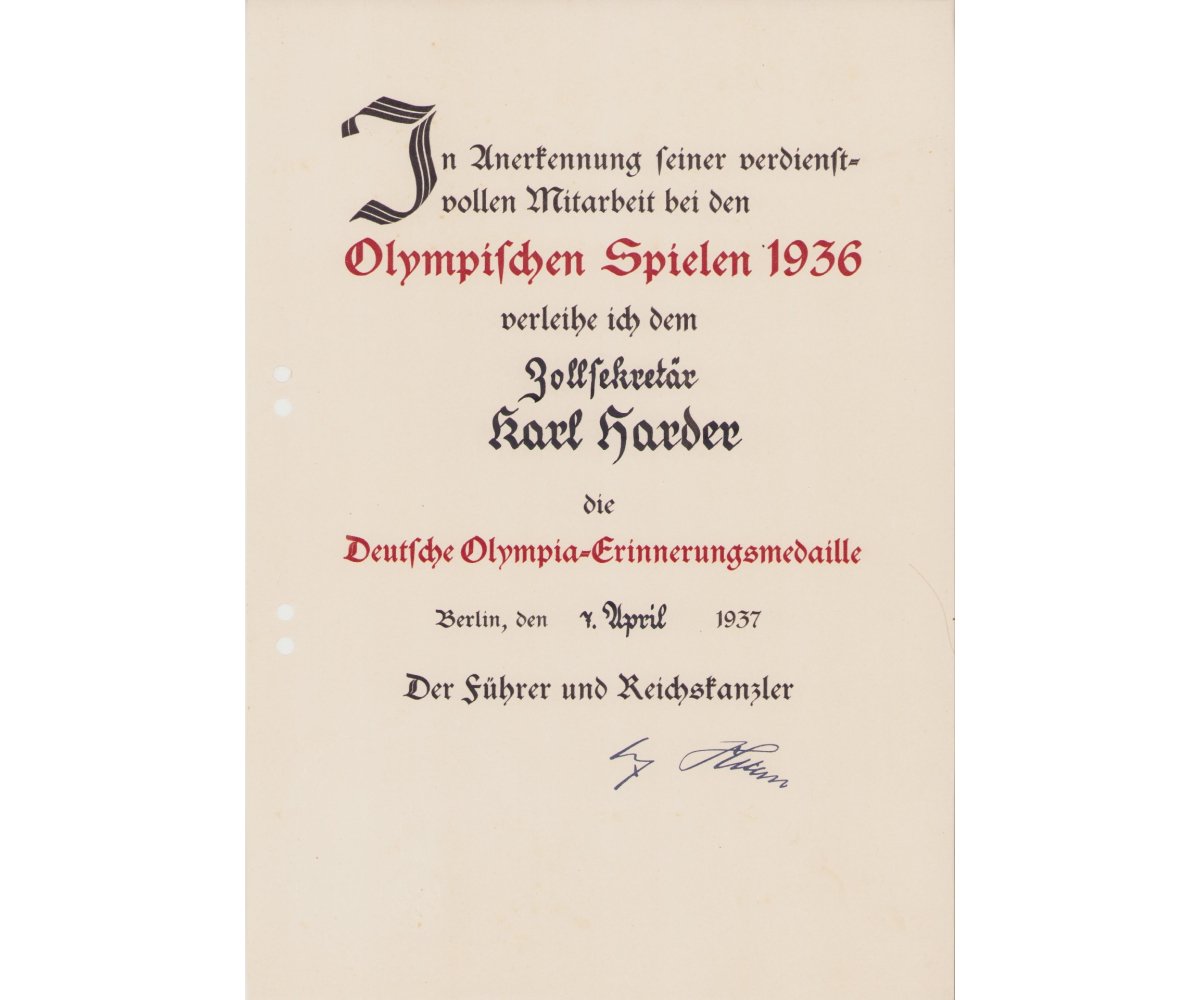 In Anerkennung seiner verdienst-
vollen Mitarbeit bei den
Olympischen Spielen 1936
verleihe ich dem
Zollsekretär
Karl Harder
die
Deutsche Olympia-Erinnerungsmedaille
Berlin, den 7. April 1937
Der Führer und Reichskanzler